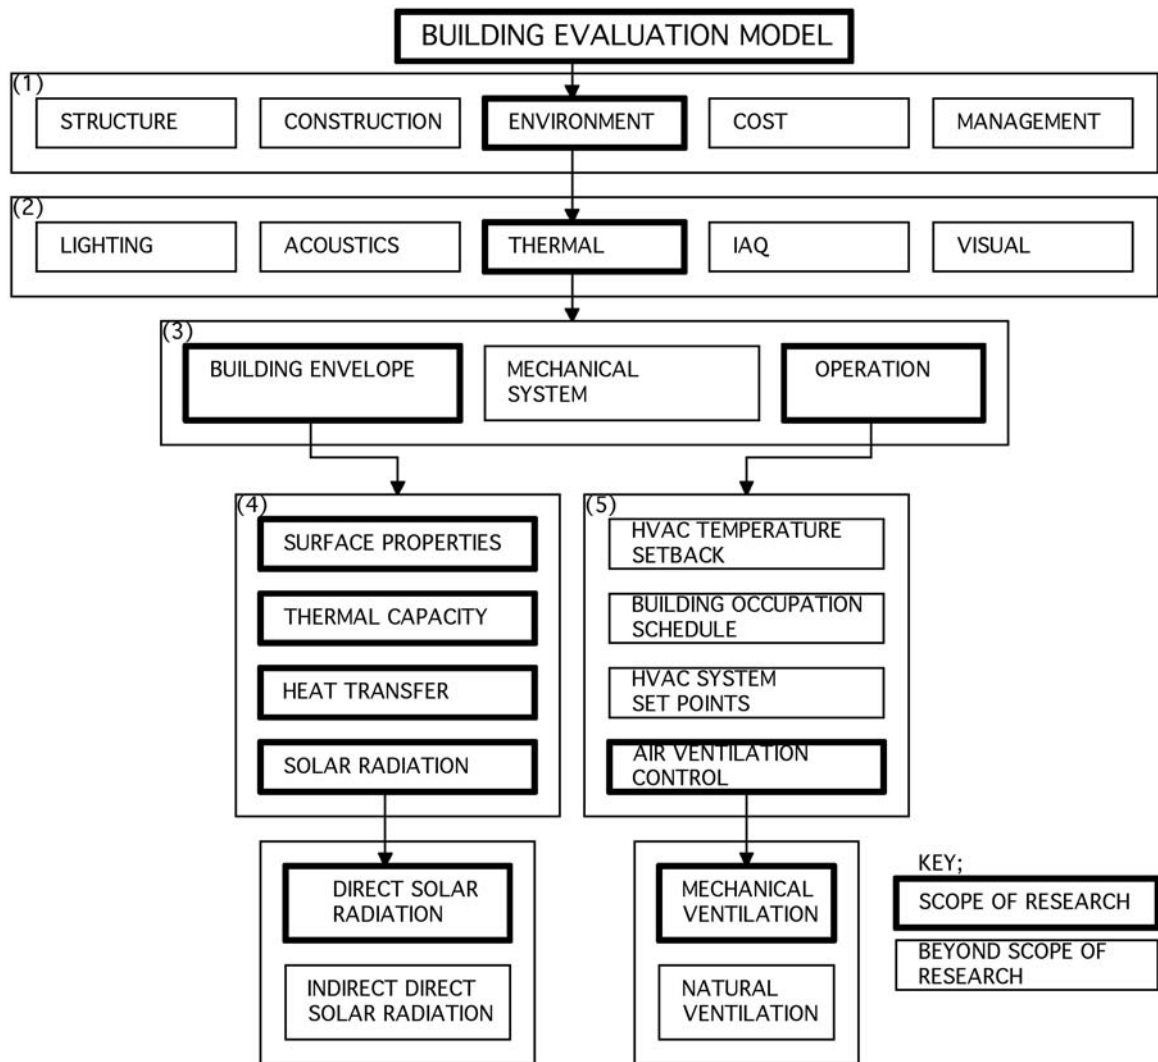 BUILDING EVALUATION MODEL
(1)
STRUCTURE
CONSTRUCTION
ENVIRONMENT
COST
MANAGEMENT
(2)
LIGHTING
ACOUSTICS
THERMAL
IAQ
VISUAL
(3)
BUILDING ENVELOPE
MECHANICAL
SYSTEM
OPERATION
(4)
SURFACE PROPERTIES
THERMAL CAPACITY
HEAT TRANSFER
SOLAR RADIATION
(5)
HVAC TEMPERATURE
SETBACK
BUILDING OCCUPATION
SCHEDULE
HVAC SYSTEM
SET POINTS
AIR VENTILATION
CONTROL
DIRECT SOLAR
RADIATION
INDIRECT DIRECT
SOLAR RADIATION
MECHANICAL
VENTILATION
NATURAL
VENTILATION
KEY;
SCOPE OF RESEARCH
BEYOND SCOPE OF
RESEARCH